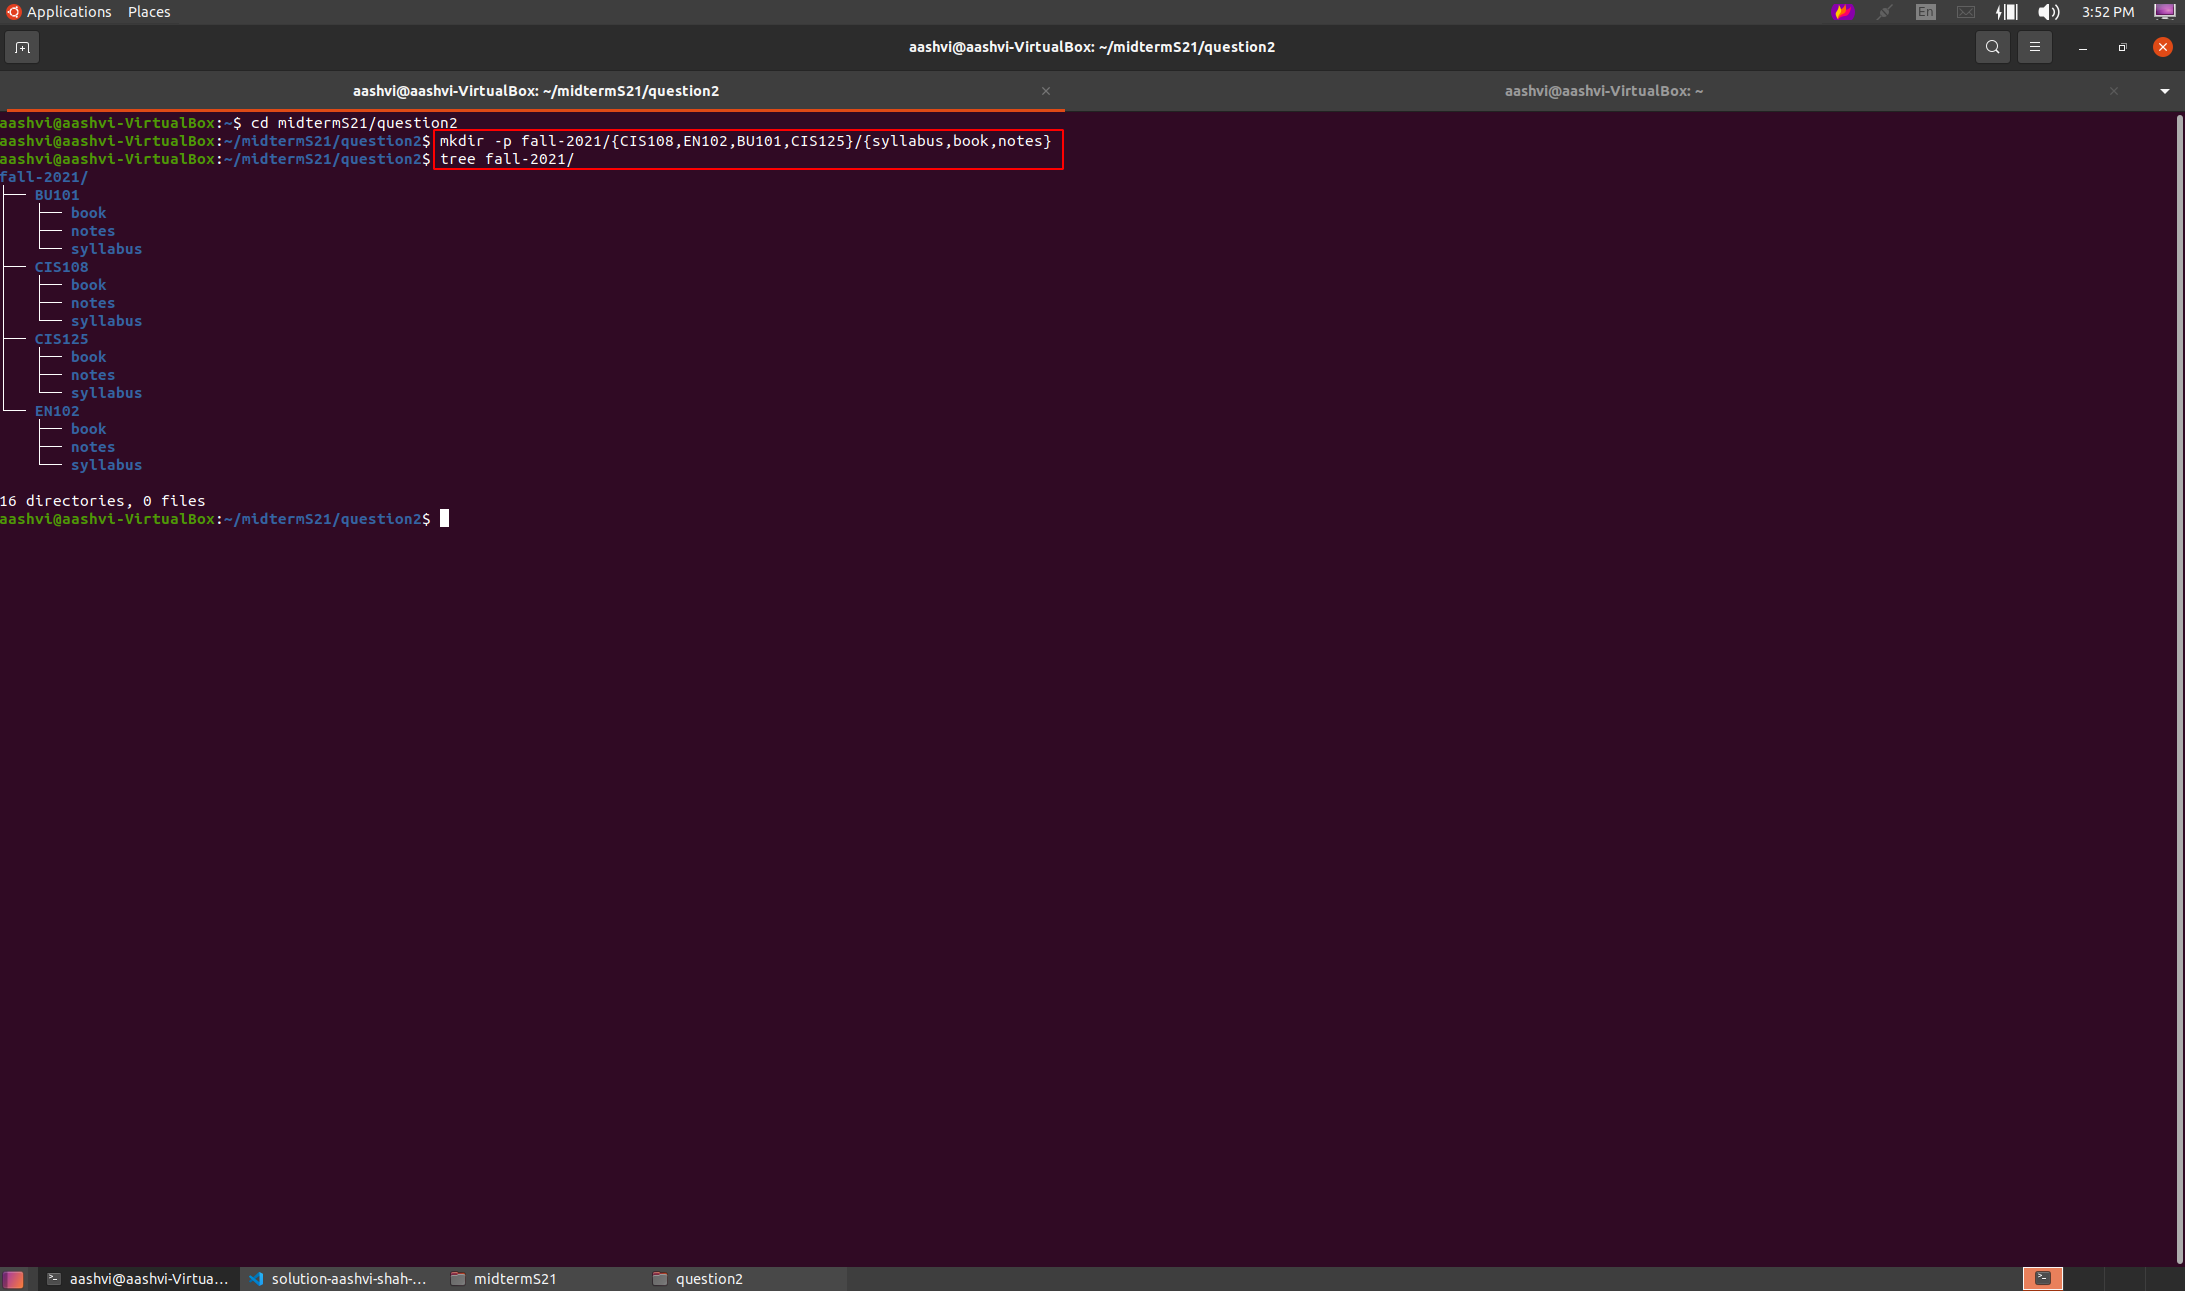 Applications Places En 3:52 PM
aashvi@aashvi-VirtualBox: ~/midtermS21/question2
aashvi@aashvi-VirtualBox: ~/midtermS21/question2 aashvi@aashvi-VirtualBox: ~
aashvi@aashvi-VirtualBox:~$ cd midtermS21/question2
aashvi@aashvi-VirtualBox:~/midtermS21/question2$ mkdir -p fall-2021/{CIS108,EN102,BU101,CIS125}/{syllabus,book,notes}
aashvi@aashvi-VirtualBox:~/midtermS21/question2$ tree fall-2021/
fall-2021/
├── BU101
│   ├── book
│   ├── notes
│   └── syllabus
├── CIS108
│   ├── book
│   ├── notes
│   └── syllabus
├── CIS125
│   ├── book
│   ├── notes
│   └── syllabus
└── EN102
    ├── book
    ├── notes
    └── syllabus
16 directories, 0 files
aashvi@aashvi-VirtualBox:~/midtermS21/question2$
aashvi@aashvi-Virtua... solution-aashvi-shah-... midtermS21 question2